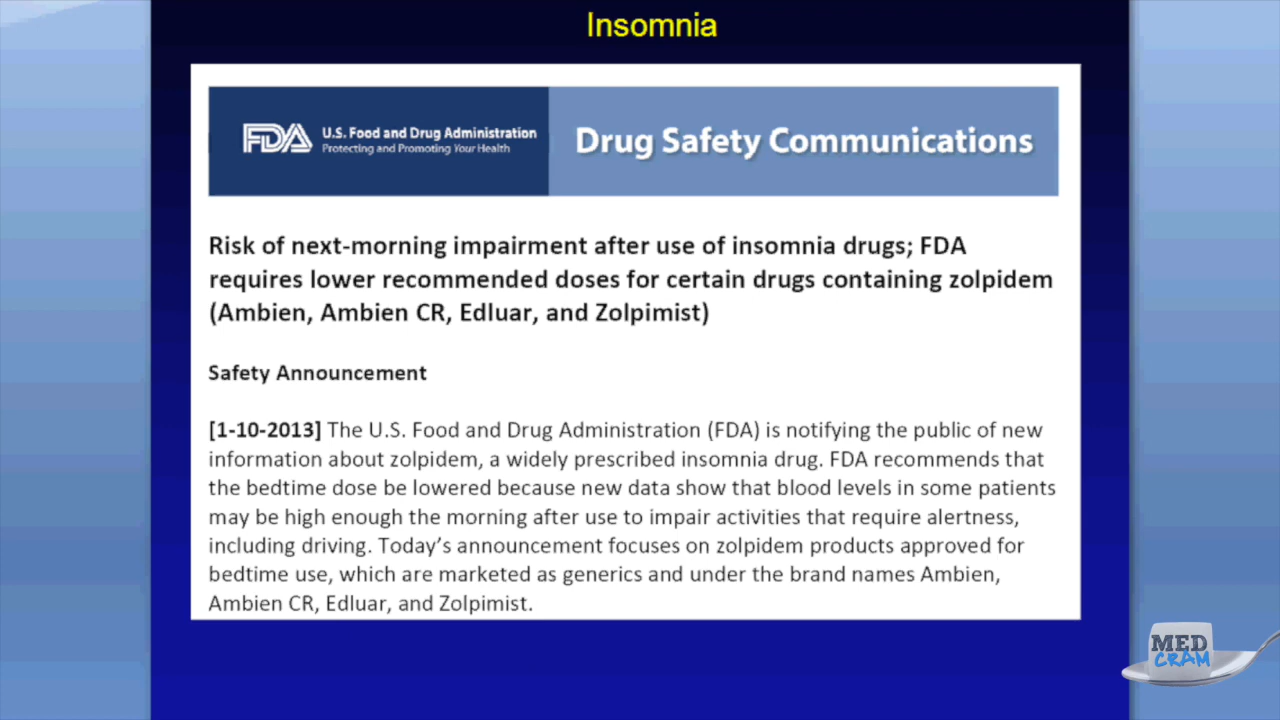 Insomnia
FDA U.S. Food and Drug Administration
Protecting and Promoting Your Health
Drug Safety Communications
Risk of next-morning impairment after use of insomnia drugs; FDA
requires lower recommended doses for certain drugs containing zolpidem
(Ambien, Ambien CR, Edluar, and Zolpimist)
Safety Announcement
[1-10-2013] The U.S. Food and Drug Administration (FDA) is notifying the public of new
information about zolpidem, a widely prescribed insomnia drug. FDA recommends that
the bedtime dose be lowered because new data show that blood levels in some patients
may be high enough the morning after use to impair activities that require alertness,
including driving. Today’s announcement focuses on zolpidem products approved for
bedtime use, which are marketed as generics and under the brand names Ambien,
Ambien CR, Edluar, and Zolpimist.
MED
CRAM